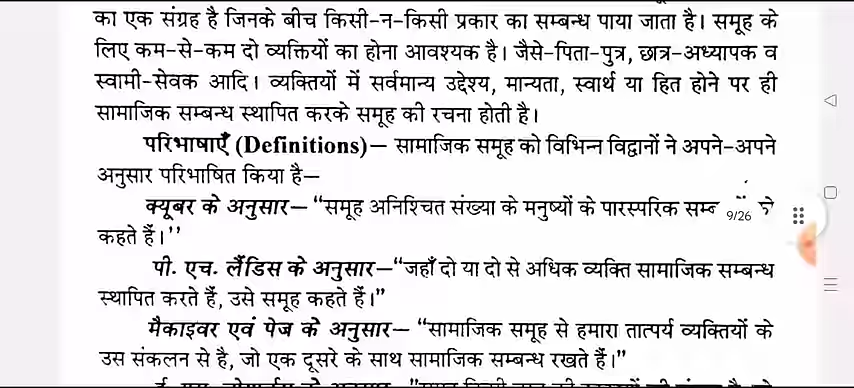 का एक संग्रह है जिनके बीच किसी-न-किसी प्रकार का सम्बन्ध पाया जाता है। समूह के
लिए कम-से-कम दो व्यक्तियों का होना आवश्यक है। जैसे-पिता-पुत्र, छात्र-अध्यापक व
स्वामी-सेवक आदि। व्यक्तियों में सर्वमान्य उद्देश्य, मान्यता, स्वार्थ या हित होने पर ही
सामाजिक सम्बन्ध स्थापित करके समूह की रचना होती है।
परिभाषाएँ (Definitions)— सामाजिक समूह को विभिन्न विद्वानों ने अपने-अपने
अनुसार परिभाषित किया है—
क्यूबर के अनुसार— “समूह अनिश्चित संख्या के मनुष्यों के पारस्परिक
9/26
कहते हैं।’’
पी. एच. लैंडिस के अनुसार—“जहाँ दो या दो से अधिक व्यक्ति सामाजिक सम्बन्ध
स्थापित करते हैं, उसे समूह कहते हैं।”
मैकाइवर एवं पेज के अनुसार— “सामाजिक समूह से हमारा तात्पर्य व्यक्तियों के
उस संकलन से है, जो एक दूसरे के साथ सामाजिक सम्बन्ध रखते हैं।”